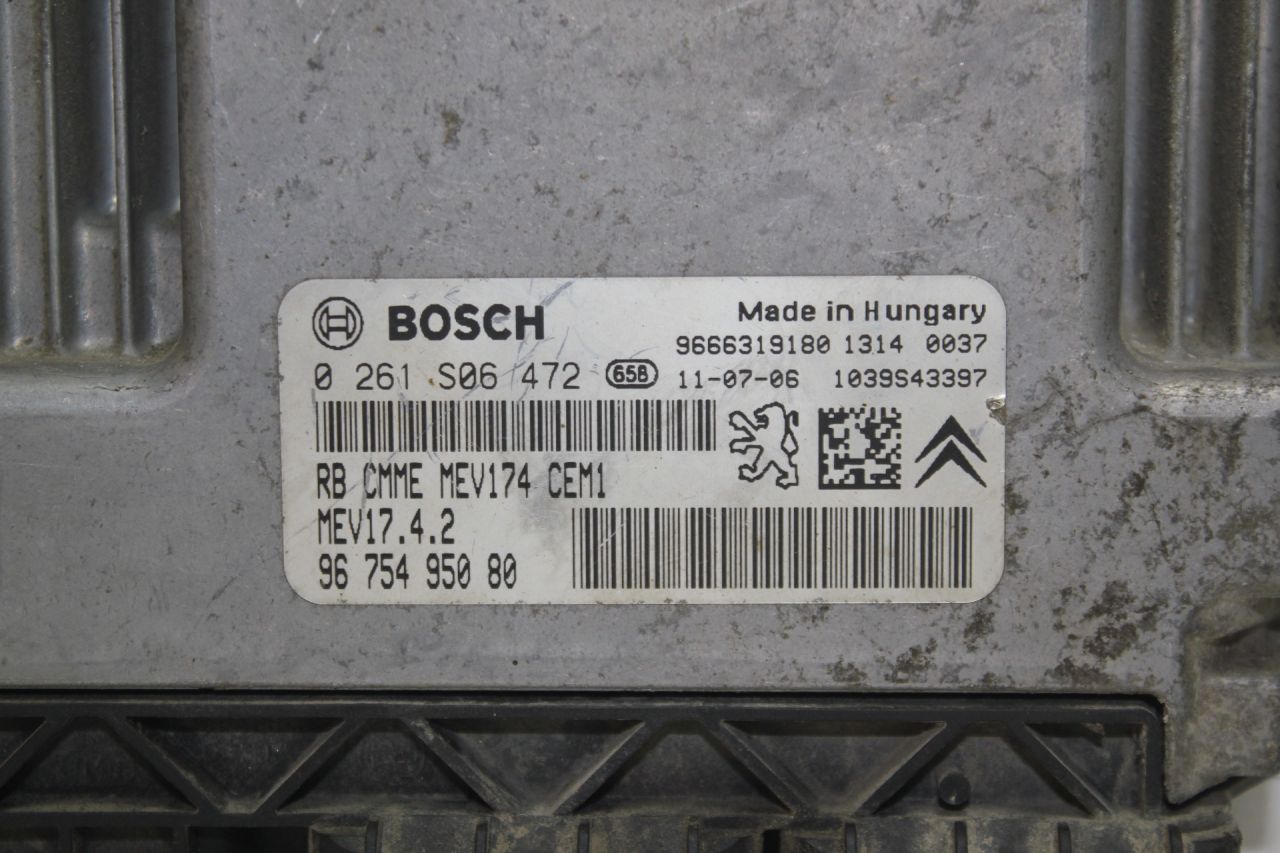 BOSCH
Made in Hungary
9666319180 1314 0037
0 261 S06 472 65B 11-07-06 1039S43397
RB CMME MEV174 CEM1
MEV17.4.2
96 754 950 80